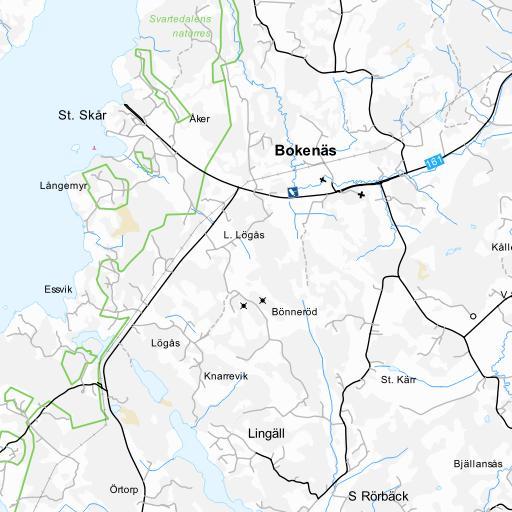 Svartedalens
naturres
St. Skår
Åker
Bokenäs
161
Långemyr
L. Lögås
Kålle
Essvik
V
Bönneröd
Lögås
Knarrevik
St. Kärr
Lingäll
Bjällansås
Örtorp
S Rörbäck